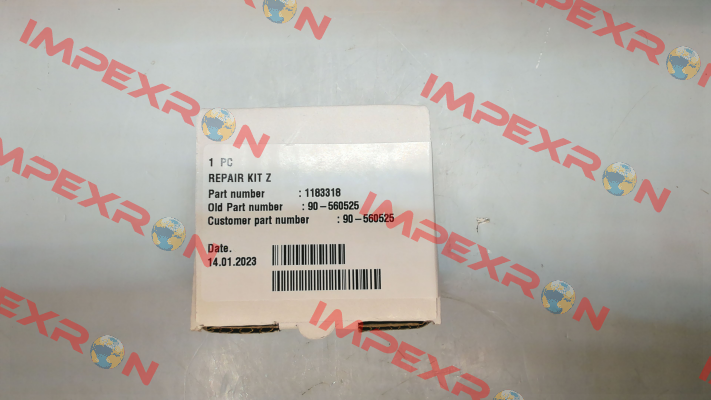 1 PC
REPAIR KIT Z
Part number : 1183318
Old Part number : 90-560525
Customer part number : 90-560525
Date.
14.01.2023
IMPEXRON
IMPEXRON
IMPEXRON
IMPEXRON
IMPEXRON
IMPEXRON
IMPEXRON
IMPEXRON